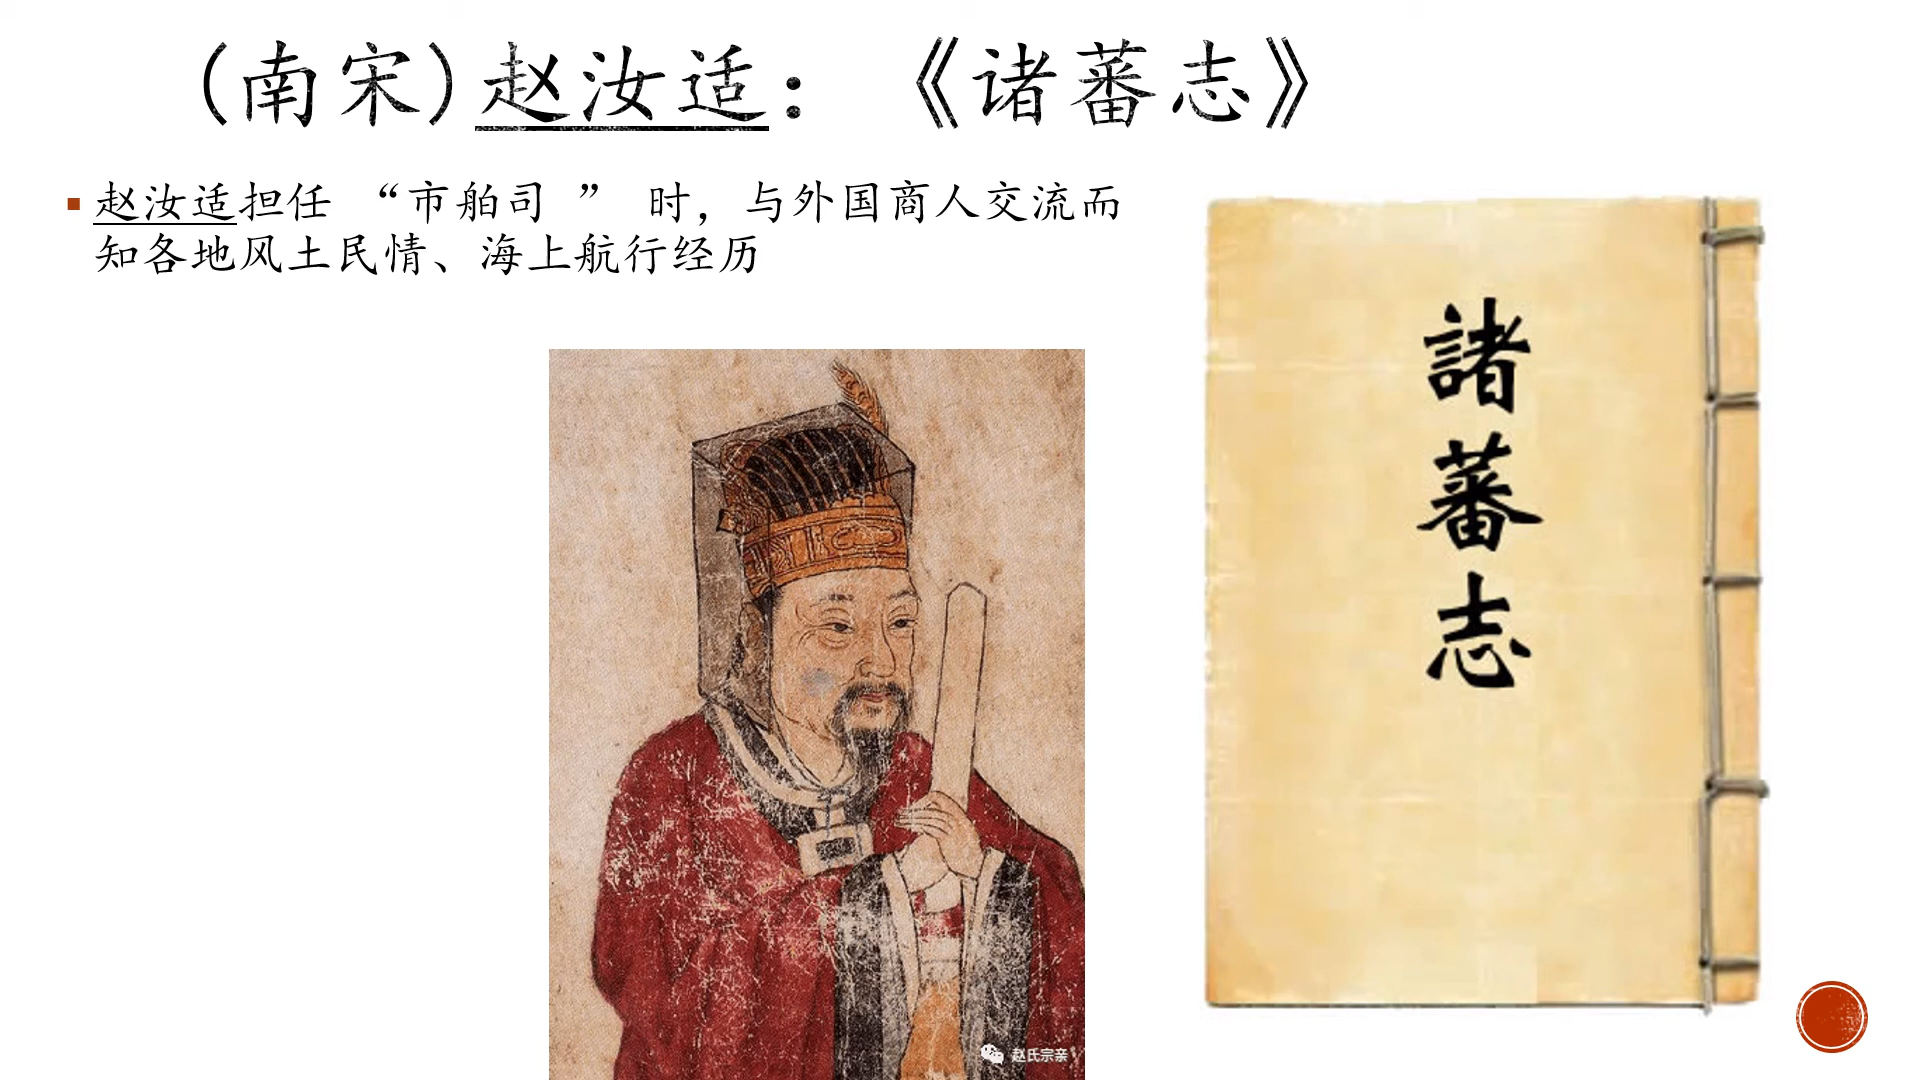 (南宋)赵汝适：《诸蕃志》
赵汝适担任 “市舶司 ” 时，与外国商人交流而
知各地风土民情、海上航行经历
諸
蕃
志
赵氏宗亲